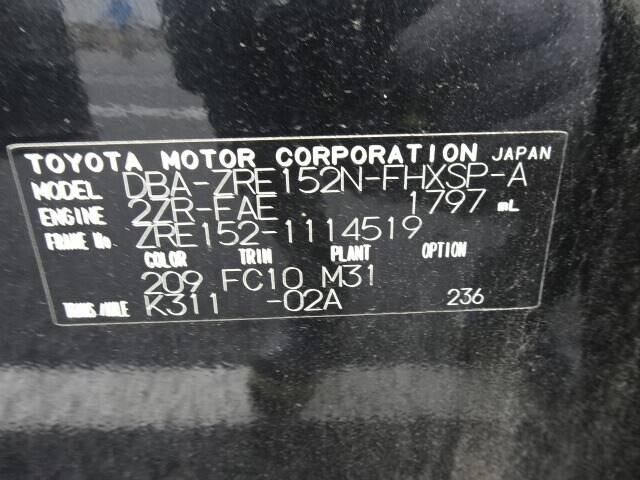 TOYOTA MOTOR CORPORATION JAPAN
MODEL DBA-ZRE152N-FHXSP-A
ENGINE 2ZR-FAE 1797 mL
FRAME No ZRE152-1114519
COLOR TRIM PLANT OPTION
209 FC10 M31
TRANS/AXLE K311 -02A 236